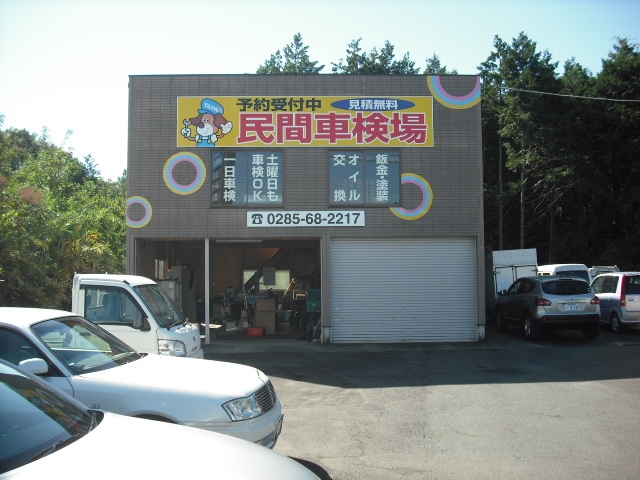 予約受付中
見積無料
民間車検場
土曜日も
車検OK
一日車検
鈑金・塗装
オイル
交換
☎0285-68-2217